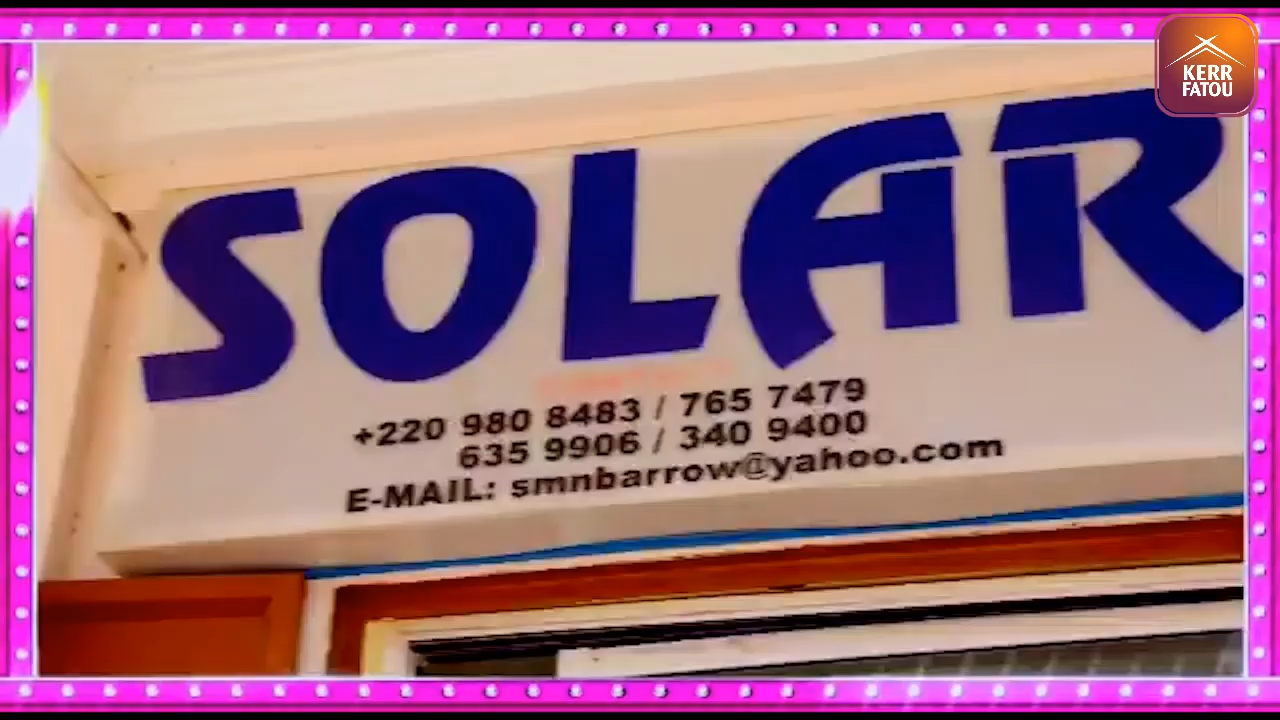 KERR
FATOU
SOLAR
+220 980 8483 / 765 7479
635 9906 / 340 9400
E-MAIL: smnbarrow@yahoo.com